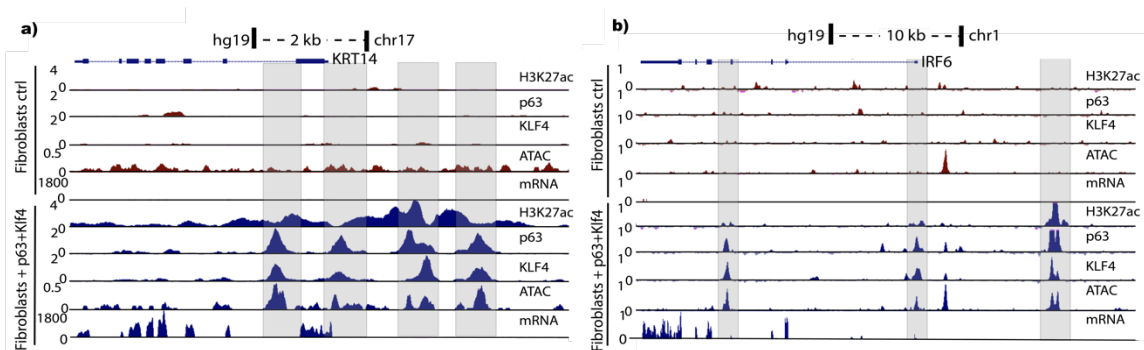 a)
hg19 2 kb chr17
KRT14
Fibroblasts ctrl
4
0
H3K27ac
2
0
p63
2
0
KLF4
0.5
0
ATAC
1800
0
mRNA
Fibroblasts + p63+Klf4
4
0
H3K27ac
2
0
p63
2
0
KLF4
0.5
0
ATAC
1800
0
mRNA
b)
hg19 10 kb chr1
IRF6
Fibroblasts ctrl
1
0
H3K27ac
1
0
p63
1
0
KLF4
1
0
ATAC
1
0
mRNA
Fibroblasts + p63+Klf4
1
0
H3K27ac
1
0
p63
1
0
KLF4
1
0
ATAC
1
0
mRNA